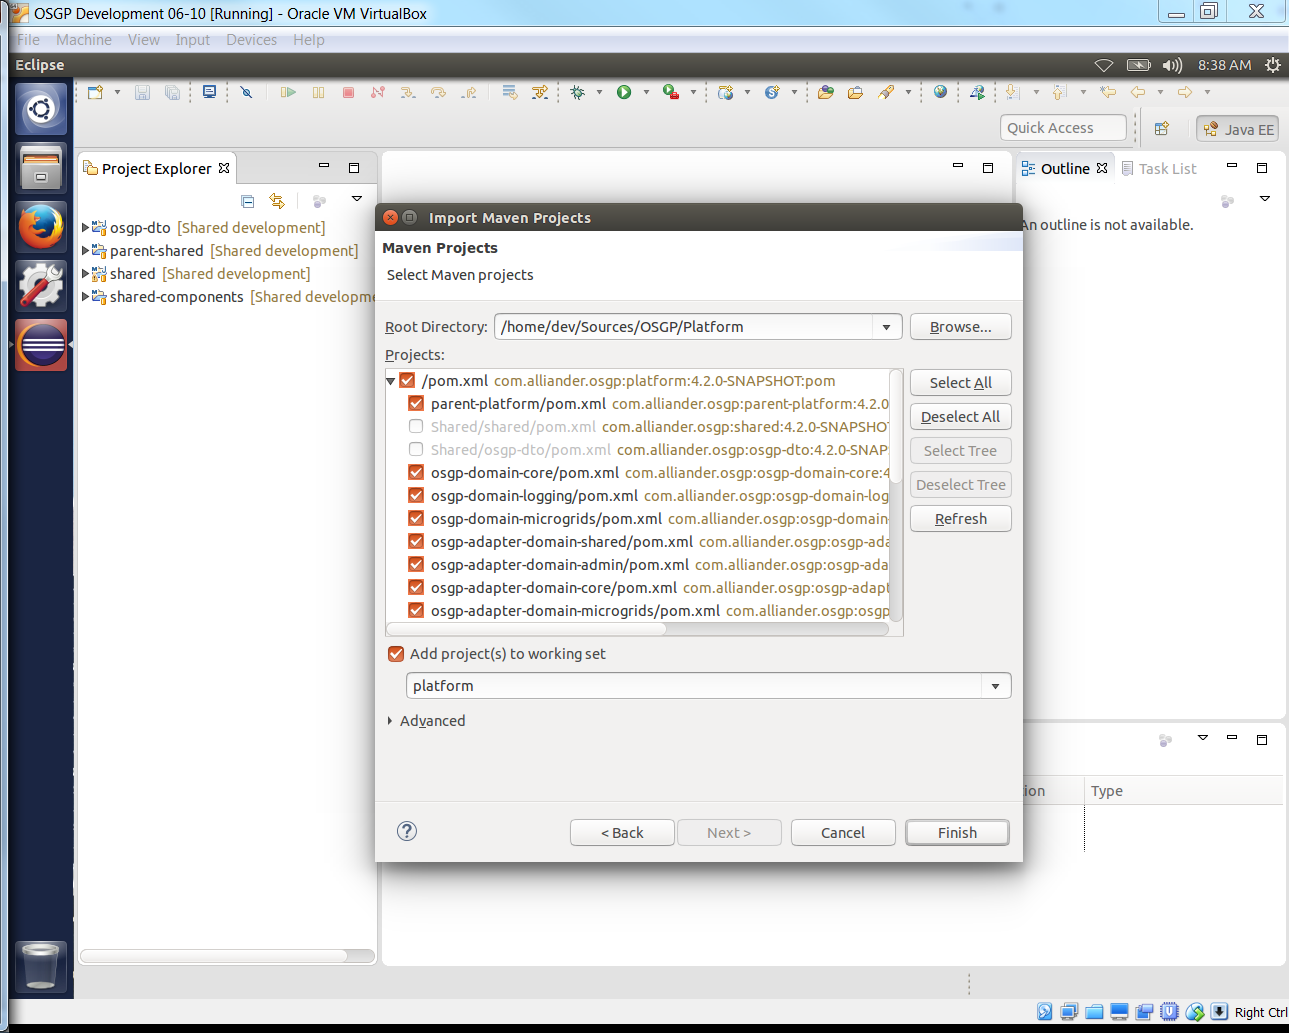 OSGP Development 06-10 [Running] - Oracle VM VirtualBox
File Machine View Input Devices Help
Eclipse
8:38 AM
Quick Access
Java EE
Project Explorer
Outline
Task List
osgp-dto [Shared development]
parent-shared [Shared development]
shared [Shared development]
shared-components [Shared developme
An outline is not available.
Import Maven Projects
Maven Projects
Select Maven projects
Root Directory: /home/dev/Sources/OSGP/Platform
Browse...
Projects:
/pom.xml com.alliander.osgp:platform:4.2.0-SNAPSHOT:pom
parent-platform/pom.xml com.alliander.osgp:parent-platform:4.2.0
Shared/shared/pom.xml com.alliander.osgp:shared:4.2.0-SNAPSHOT
Shared/osgp-dto/pom.xml com.alliander.osgp:osgp-dto:4.2.0-SNAP
osgp-domain-core/pom.xml com.alliander.osgp:osgp-domain-core:4
osgp-domain-logging/pom.xml com.alliander.osgp:osgp-domain-log
osgp-domain-microgrids/pom.xml com.alliander.osgp:osgp-domain-
osgp-adapter-domain-shared/pom.xml com.alliander.osgp:osgp-ada
osgp-adapter-domain-admin/pom.xml com.alliander.osgp:osgp-ada
osgp-adapter-domain-core/pom.xml com.alliander.osgp:osgp-adapt
osgp-adapter-domain-microgrids/pom.xml com.alliander.osgp:osgp
Select All
Deselect All
Select Tree
Deselect Tree
Refresh
Add project(s) to working set
platform
Advanced
ion
Type
?
< Back
Next >
Cancel
Finish
Right Ctrl